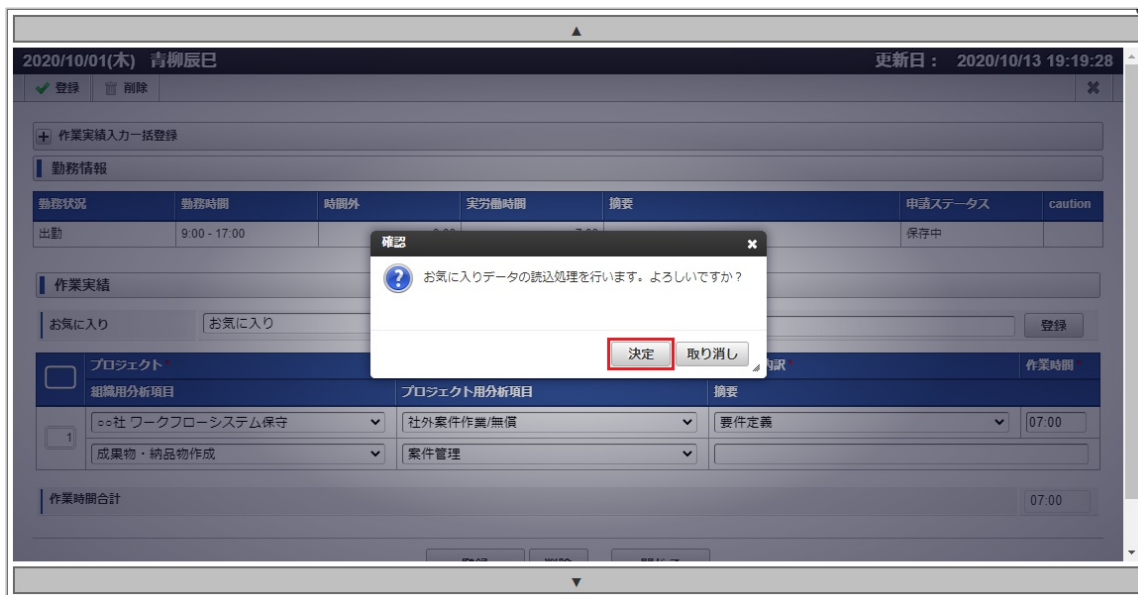 ▲
2020/10/01(木) 青柳辰巳 更新日： 2020/10/13 19:19:28
登録 削除
作業実績入力一括登録
勤務情報
勤務状況 勤務時間 時間外 実労働時間 摘要 申請ステータス caution
出勤 9:00 - 17:00 保存中
確認
お気に入りデータの読込処理を行います。よろしいですか？
決定 取り消し
作業実績
お気に入り お気に入り 登録
プロジェクト* 内訳* 作業時間*
組織用分析項目 プロジェクト用分析項目 摘要
1 ○○社 ワークフローシステム保守 社外案件作業/無償 要件定義 07:00
成果物・納品物作成 案件管理
作業時間合計 07:00
▼